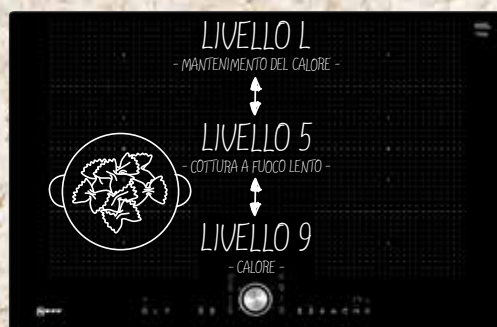 LIVELLO L
- MANTENIMENTO DEL CALORE -
LIVELLO 5
- COTTURA A FUOCO LENTO -
LIVELLO 9
- CALORE -